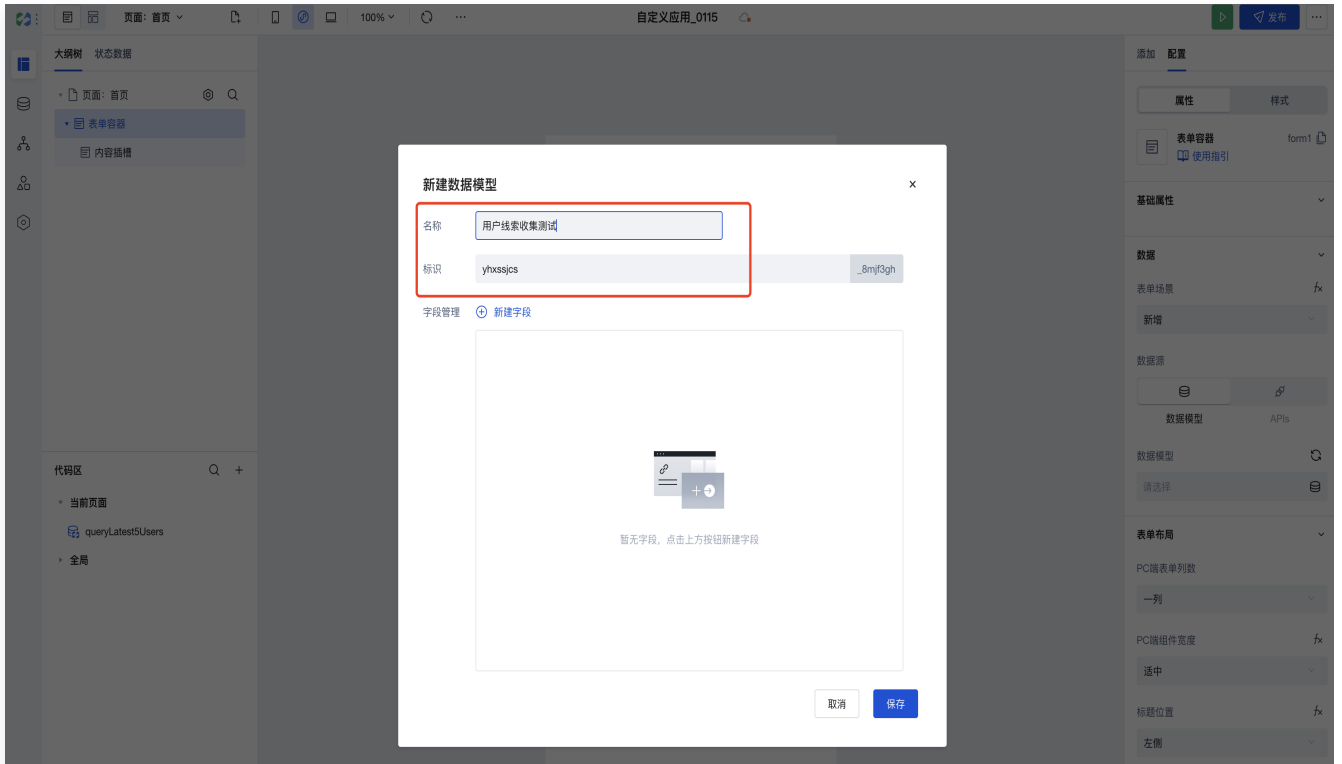 页面：首页
100%
自定义应用_0115
发布
大纲树 状态数据
添加 配置
页面：首页
表单容器
内容插槽
属性 样式
表单容器 form1
使用指引
基础属性
数据
表单场景 fx
新增
数据源
数据模型 APIs
数据模型
请选择
表单布局
PC端表单列数
一列
PC端组件宽度 fx
适中
标题位置 fx
左侧
代码区
当前页面
queryLatest5Users
全局
新建数据模型
名称 用户线索收集测试
标识 yhxssjcs _8mjf3gh
字段管理 新建字段
暂无字段，点击上方按钮新建字段
取消 保存